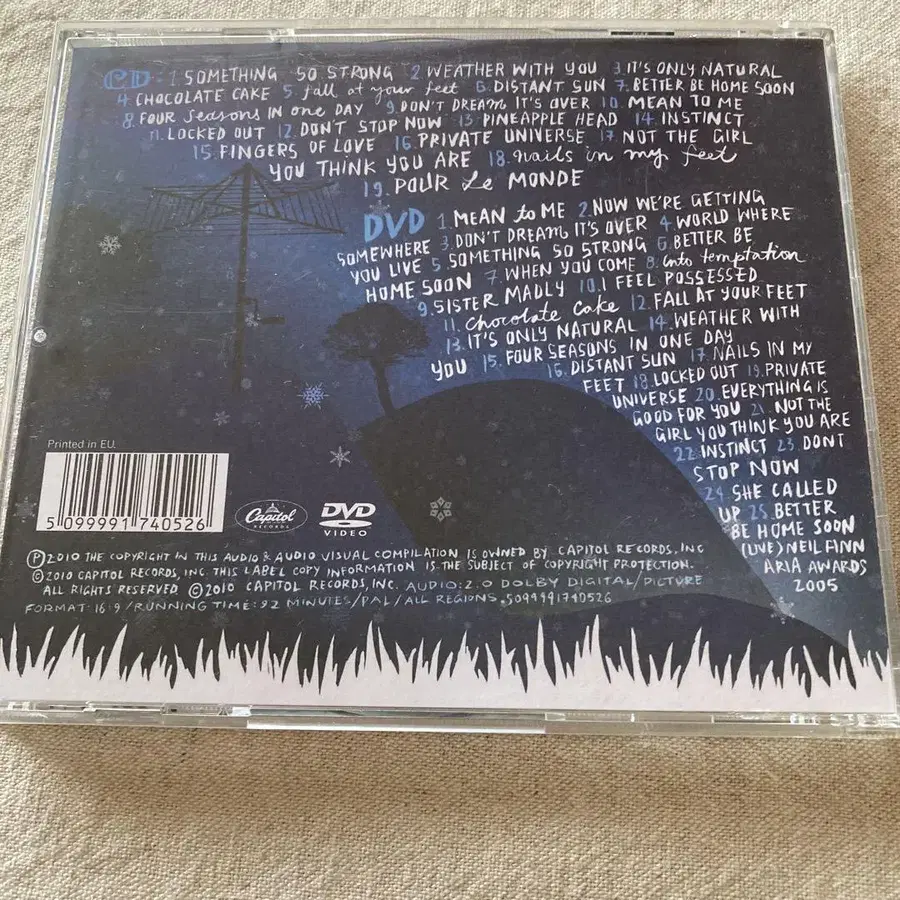 CD 1 SOMETHING SO STRONG 2 WEATHER WITH YOU 3 IT'S ONLY NATURAL
4. CHOCOLATE CAKE 5. fall at your feet 6. DISTANT SUN 7. BETTER BE HOME SOON
8. FOUR SEASONS IN ONE DAY 9. DON'T DREAM IT'S OVER 10. MEAN TO ME
11. LOCKED OUT 12. DON'T STOP NOW 13. PINEAPPLE HEAD 14. INSTINCT
15. FINGERS OF LOVE 16. PRIVATE UNIVERSE 17. NOT THE GIRL
YOU THINK YOU ARE 18. nails in my feet
19. POUR Le MONDE
DVD 1. MEAN to ME 2. NOW WE'RE GETTING
SOMEWHERE 3. DON'T DREAM IT'S OVER 4. WORLD WHERE
YOU LIVE 5. SOMETHING SO STRONG 6. BETTER BE
HOME SOON 7. WHEN YOU COME 8. into temptation
9. SISTER MADLY 10. I FEEL POSSESSED
11. Chocolate Cake 12. FALL AT YOUR FEET
13. IT'S ONLY NATURAL 14. WEATHER WITH
YOU 15. FOUR SEASONS IN ONE DAY
16. DISTANT SUN 17. NAILS IN MY
FEET 18. LOCKED OUT 19. PRIVATE
UNIVERSE 20. EVERYTHING IS
GOOD FOR YOU 21. NOT THE
GIRL YOU THINK YOU ARE
22. INSTINCT 23. DONT
STOP NOW
24. SHE CALLED
UP 25. BETTER
BE HOME SOON
(LIVE) NEIL FINN
ARIA AWARDS
2005
Printed in EU.
5 099991 740526
Capitol
RECORDS
DVD
VIDEO
Ⓟ 2010 THE COPYRIGHT IN THIS AUDIO & AUDIO VISUAL COMPILATION IS OWNED BY CAPITOL RECORDS, INC
© 2010 CAPITOL RECORDS, INC. THIS LABEL COPY INFORMATION IS THE SUBJECT OF COPYRIGHT PROTECTION.
ALL RIGHTS RESERVED © 2010 CAPITOL RECORDS, INC. AUDIO: 2.0 DOLBY DIGITAL/PICTURE
FORMAT: 16:9/RUNNING TIME: 92 MINUTES/PAL/ALL REGIONS. 5099991740526